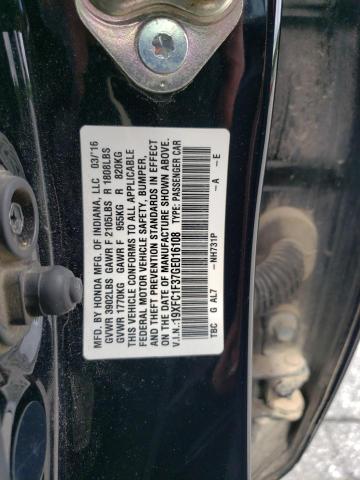 MFD. BY HONDA MFG. OF INDIANA, LLC 03/16
GVWR 3902LBS GAWR F 2105LBS R 1808LBS
GVWR 1770KG GAWR F 955KG R 820KG
THIS VEHICLE CONFORMS TO ALL APPLICABLE
FEDERAL MOTOR VEHICLE SAFETY, BUMPER,
AND THEFT PREVENTION STANDARDS IN EFFECT
ON THE DATE OF MANUFACTURE SHOWN ABOVE.
V.I.N.:19XFC1F37GE016108 TYPE: PASSENGER CAR
TBC G AL7 -NH731P -A -E